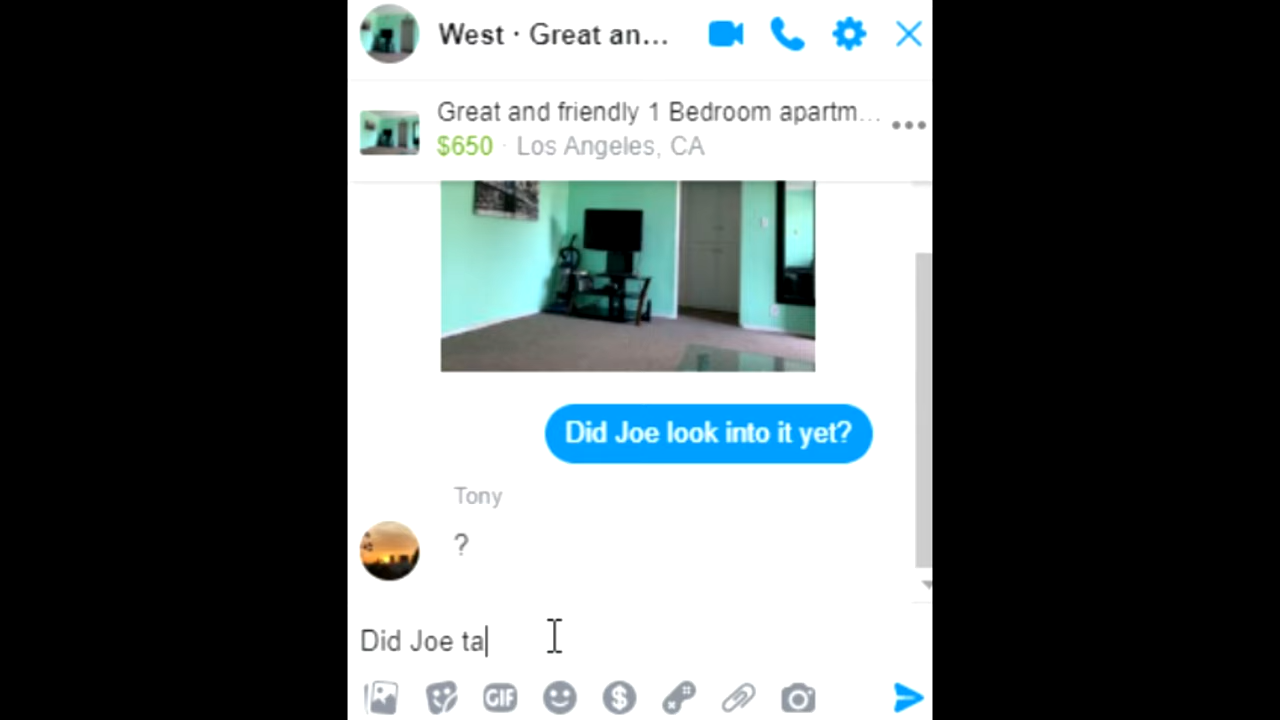 West · Great an...
Great and friendly 1 Bedroom apartm...
$650 · Los Angeles, CA
Did Joe look into it yet?
Tony
?
Did Joe ta
GIF
$